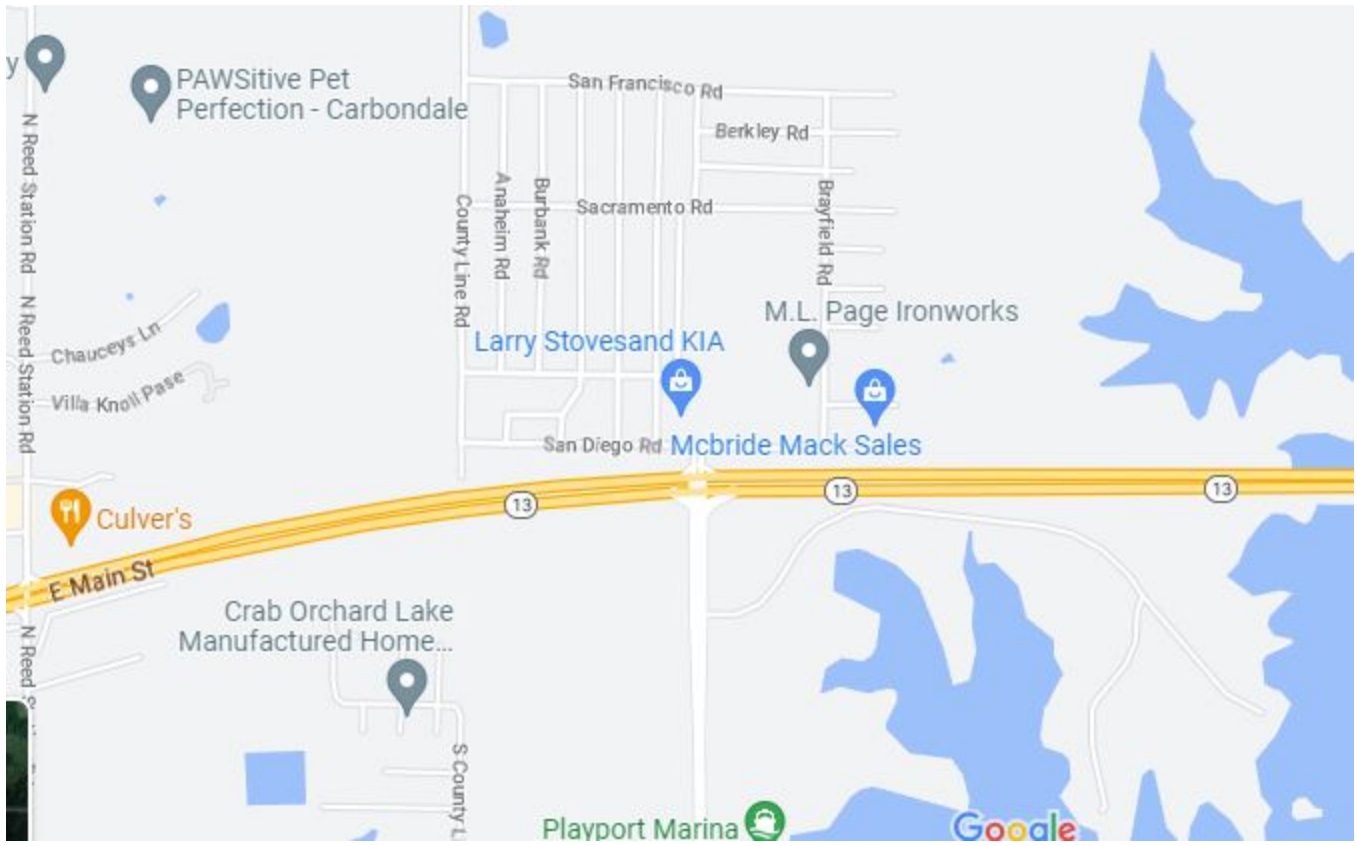 y
PAWSitive Pet
Perfection - Carbondale
San Francisco Rd
Berkley Rd
N Reed Station Rd
County Line Rd
Anaheim Rd
Burbank Rd
Sacramento Rd
Brayfield Rd
N Reed Station Rd
Chauceys Ln
Villa Knoll Pase
Larry Stovesand KIA
M.L. Page Ironworks
San Diego Rd
Mcbride Mack Sales
13
13
13
Culver's
E Main St
Crab Orchard Lake
Manufactured Home...
N Reed S
S County L
Playport Marina
Google